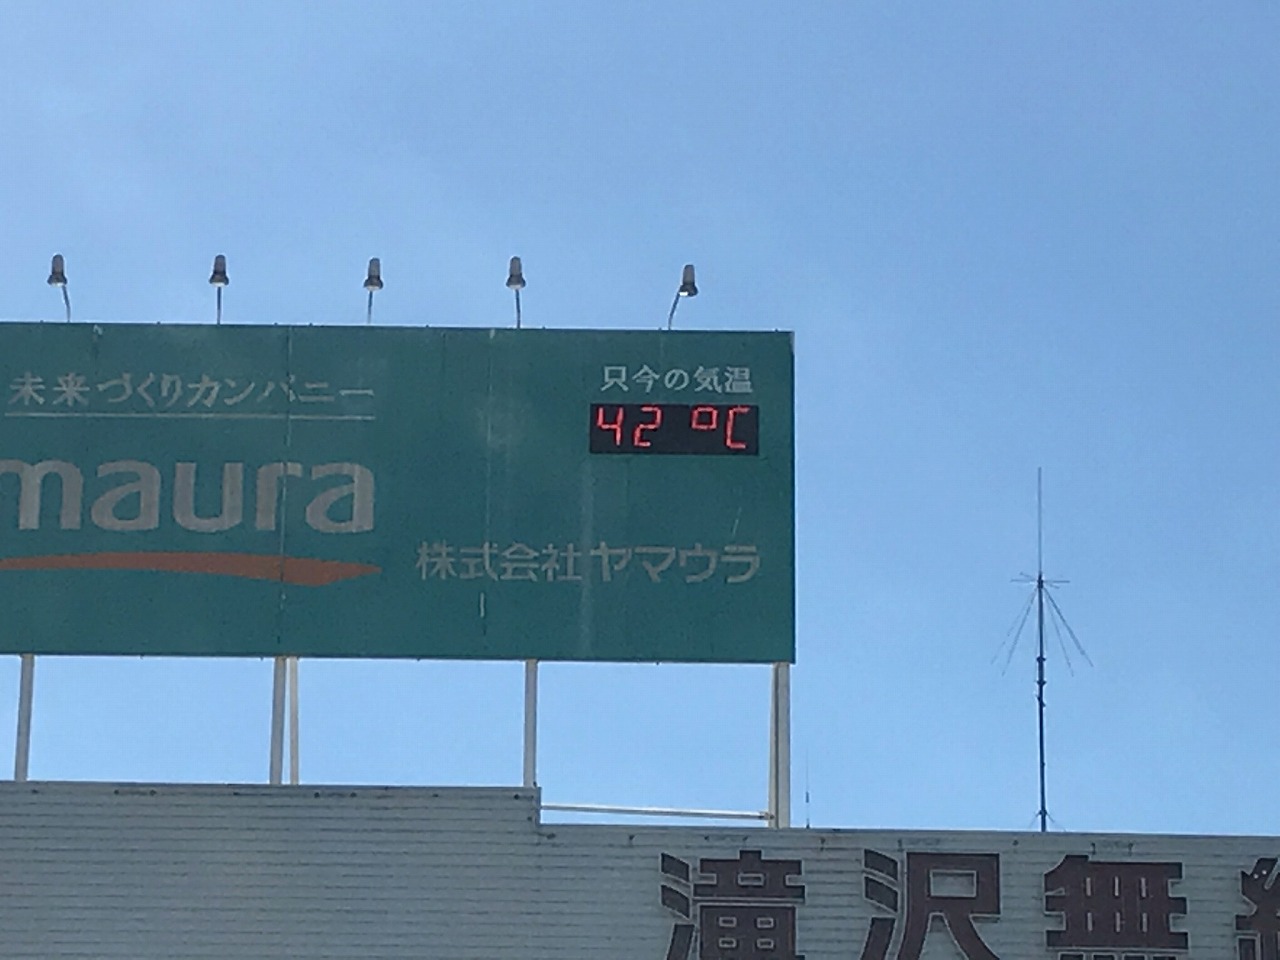 未来づくりカンパニー
maura
只今の気温
42 °C
株式会社ヤマウラ
滝沢無